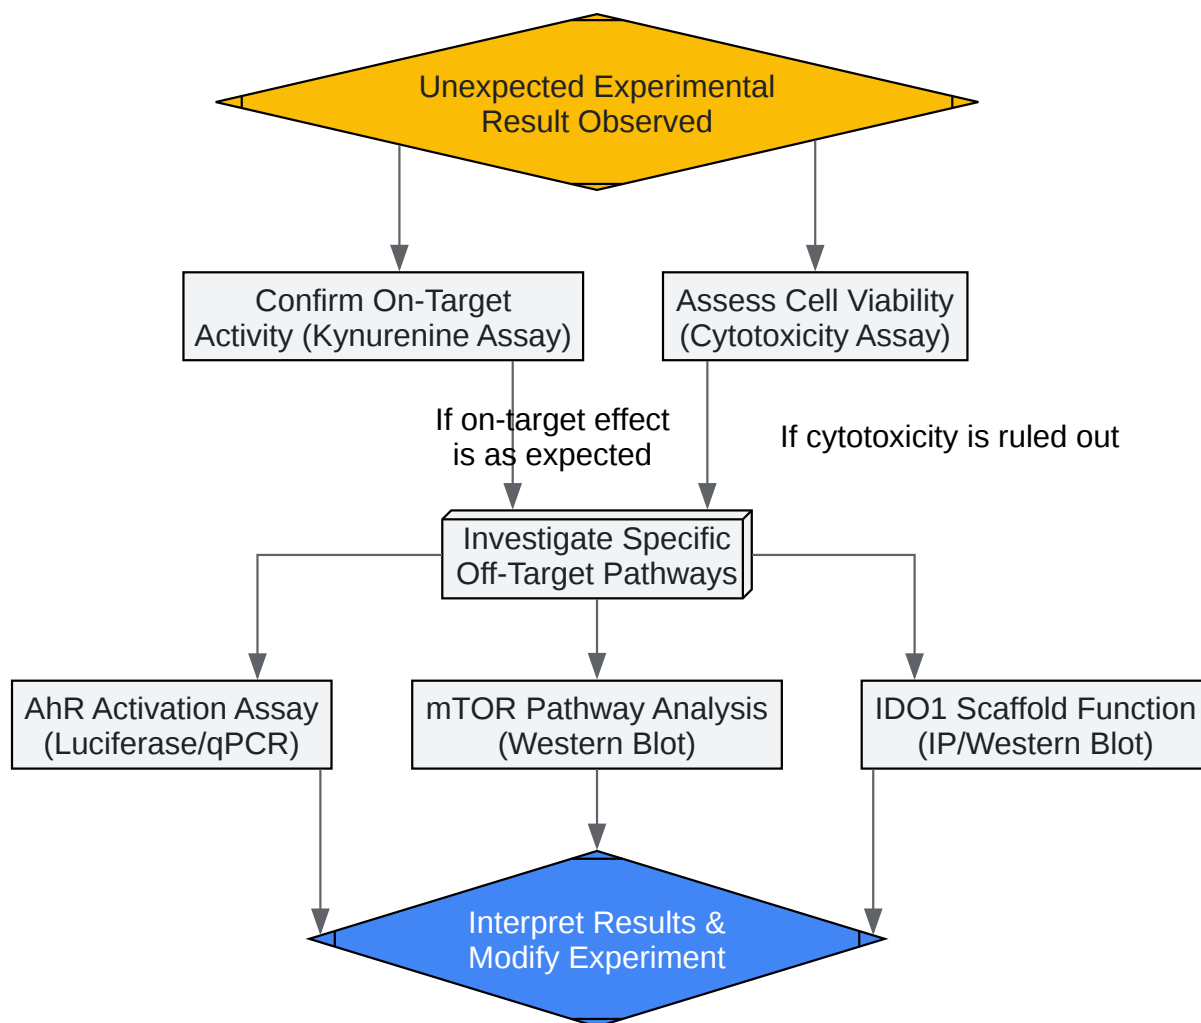 Unexpected Experimental
Result Observed
Confirm On-Target
Activity (Kynurenine Assay)
Assess Cell Viability
(Cytotoxicity Assay)
If on-target effect
is as expected
If cytotoxicity is ruled out
Investigate Specific
Off-Target Pathways
AhR Activation Assay
(Luciferase/qPCR)
mTOR Pathway Analysis
(Western Blot)
IDO1 Scaffold Function
(IP/Western Blot)
Interpret Results &
Modify Experiment